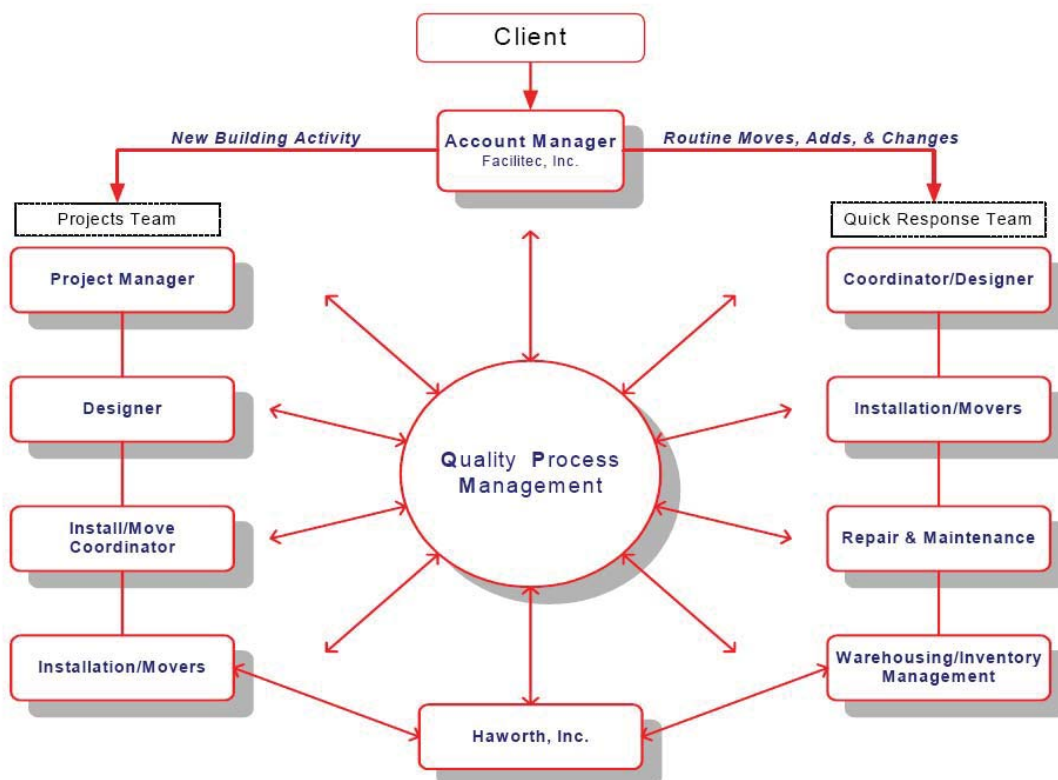 Client
Account Manager
Facilitec, Inc.
New Building Activity
Routine Moves, Adds, & Changes
Projects Team
Quick Response Team
Project Manager
Coordinator/Designer
Designer
Installation/Movers
Quality Process
Management
Install/Move
Coordinator
Repair & Maintenance
Installation/Movers
Warehousing/Inventory
Management
Haworth, Inc.